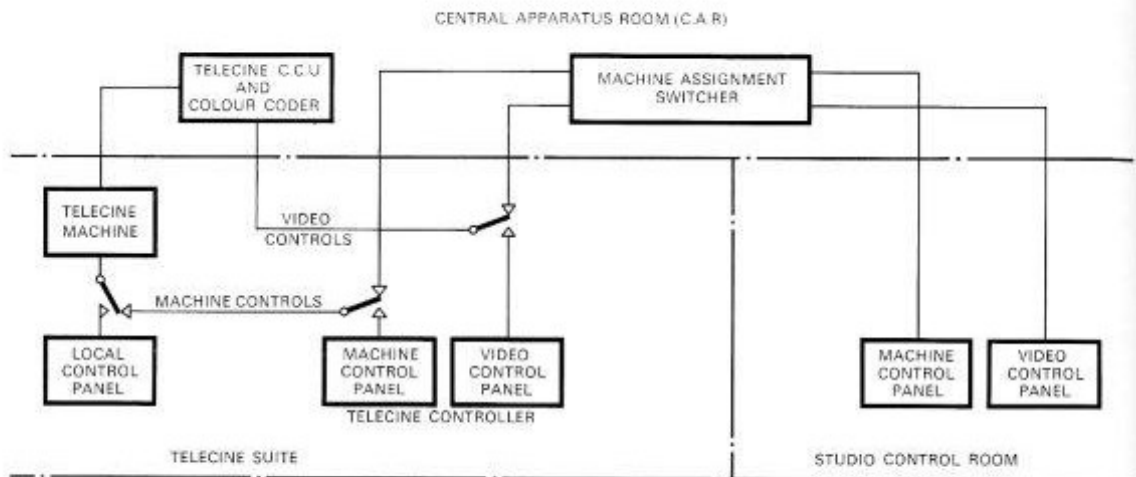 CENTRAL APPARATUS ROOM (C.A.R)
TELECINE C.C.U
AND
COLOUR CODER
MACHINE ASSIGNMENT
SWITCHER
TELECINE
MACHINE
VIDEO
CONTROLS
MACHINE CONTROLS
LOCAL
CONTROL
PANEL
MACHINE
CONTROL
PANEL
VIDEO
CONTROL
PANEL
MACHINE
CONTROL
PANEL
VIDEO
CONTROL
PANEL
TELECINE CONTROLLER
TELECINE SUITE
STUDIO CONTROL ROOM